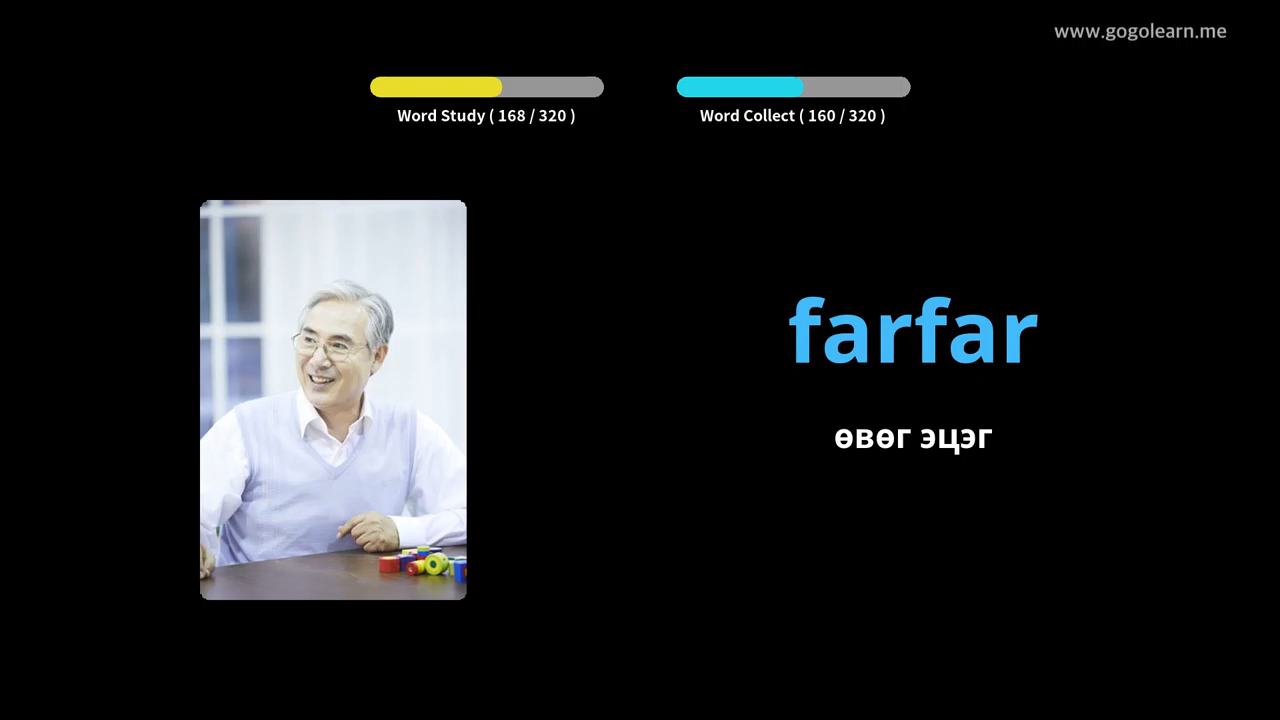 www.gogolearn.me
Word Study ( 168 / 320 )
Word Collect ( 160 / 320 )
farfar
өвөг эцэг